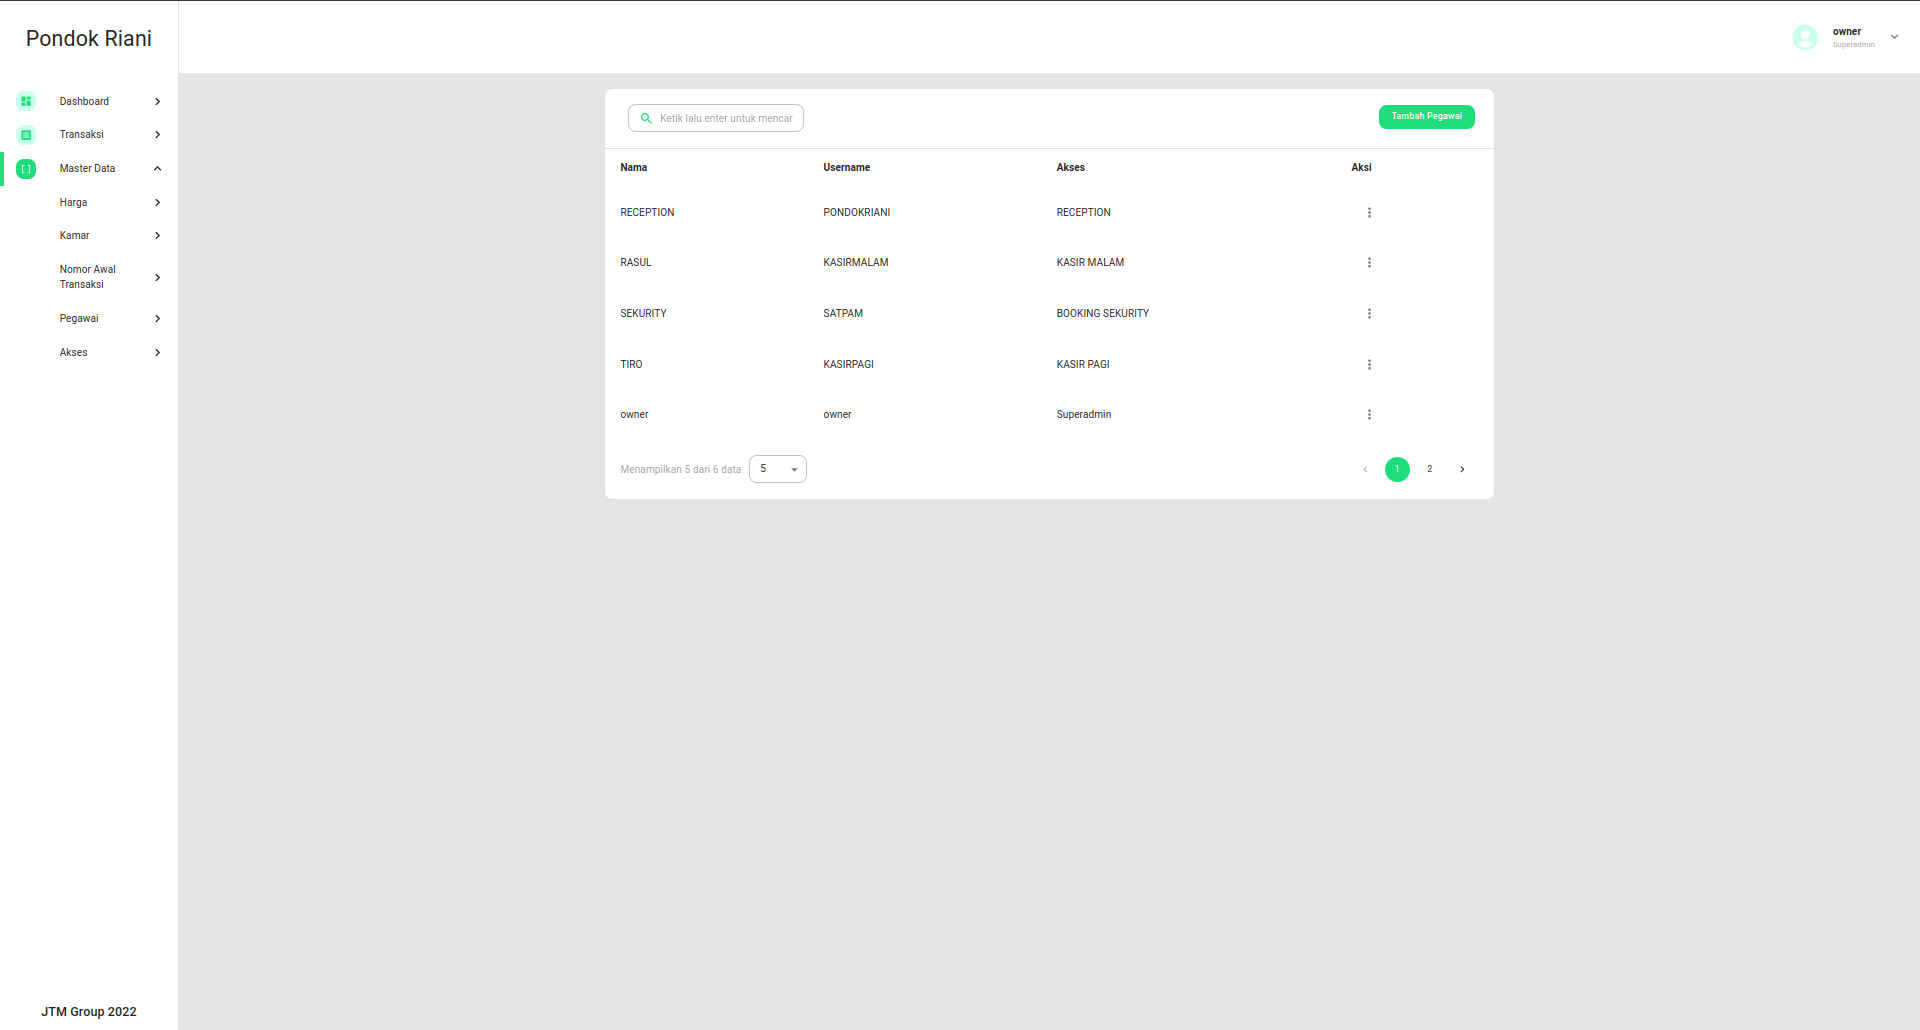 Pondok Riani
owner
Superadmin
Dashboard
Transaksi
Master Data
Harga
Kamar
Nomor Awal
Transaksi
Pegawai
Akses
JTM Group 2022
Ketik lalu enter untuk mencar
Tambah Pegawai
Nama Username Akses Aksi
RECEPTION PONDOKRIANI RECEPTION
RASUL KASIRMALAM KASIR MALAM
SEKURITY SATPAM BOOKING SEKURITY
TIRO KASIRPAGI KASIR PAGI
owner owner Superadmin
Menampilkan 5 dari 6 data 5 1 2